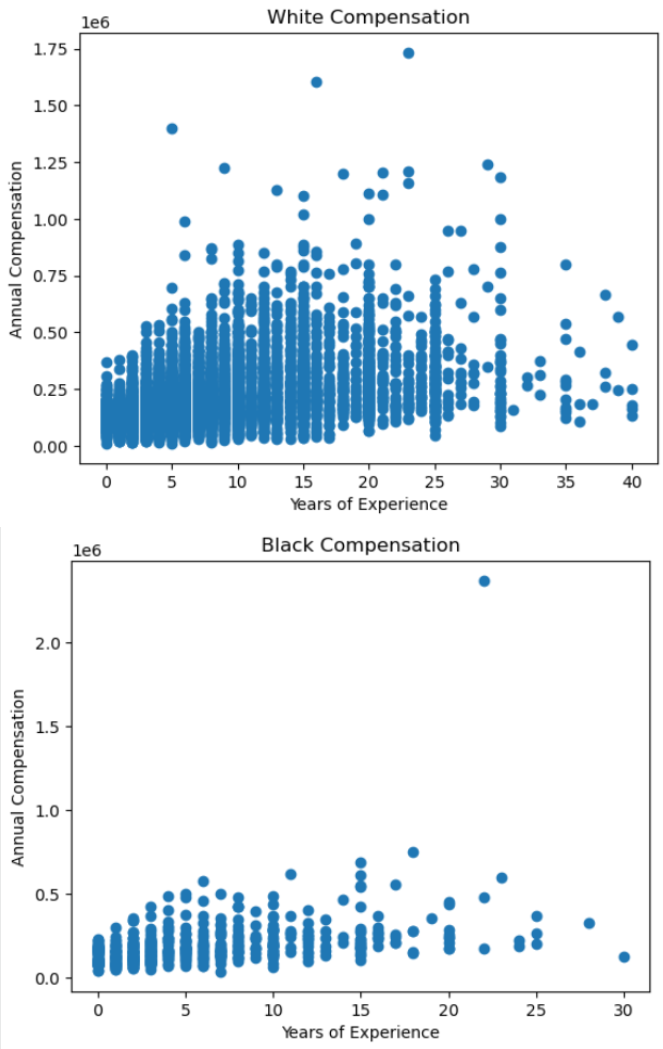 White Compensation
1e6
1.75
1.50
1.25
1.00
0.75
0.50
0.25
0.00
Annual Compensation
0 5 10 15 20 25 30 35 40
Years of Experience
Black Compensation
1e6
2.0
1.5
1.0
0.5
0.0
Annual Compensation
0 5 10 15 20 25 30
Years of Experience